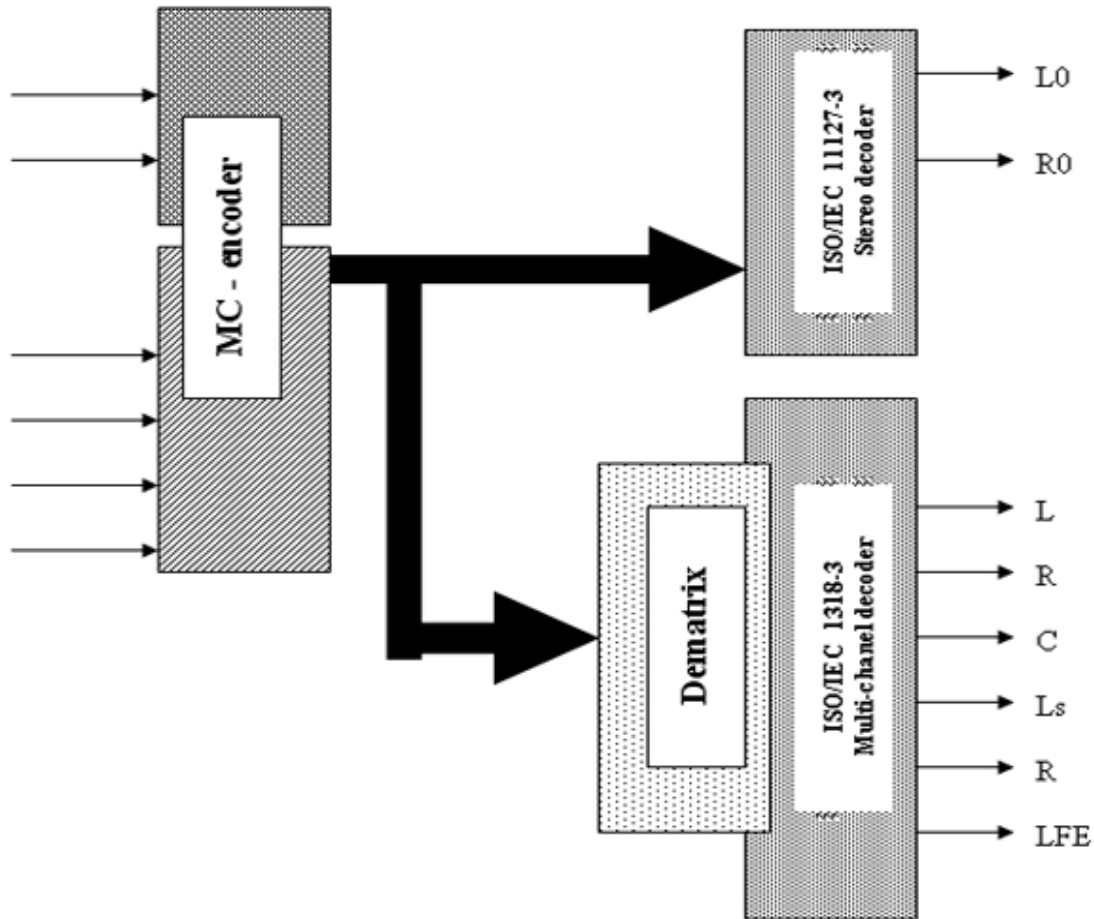 MC - encoder
ISO/IEC 11127-3
Stereo decoder
L0
R0
Dematrix
ISO/IEC 1318-3
Multi-chanel decoder
L
R
C
Ls
R
LFE